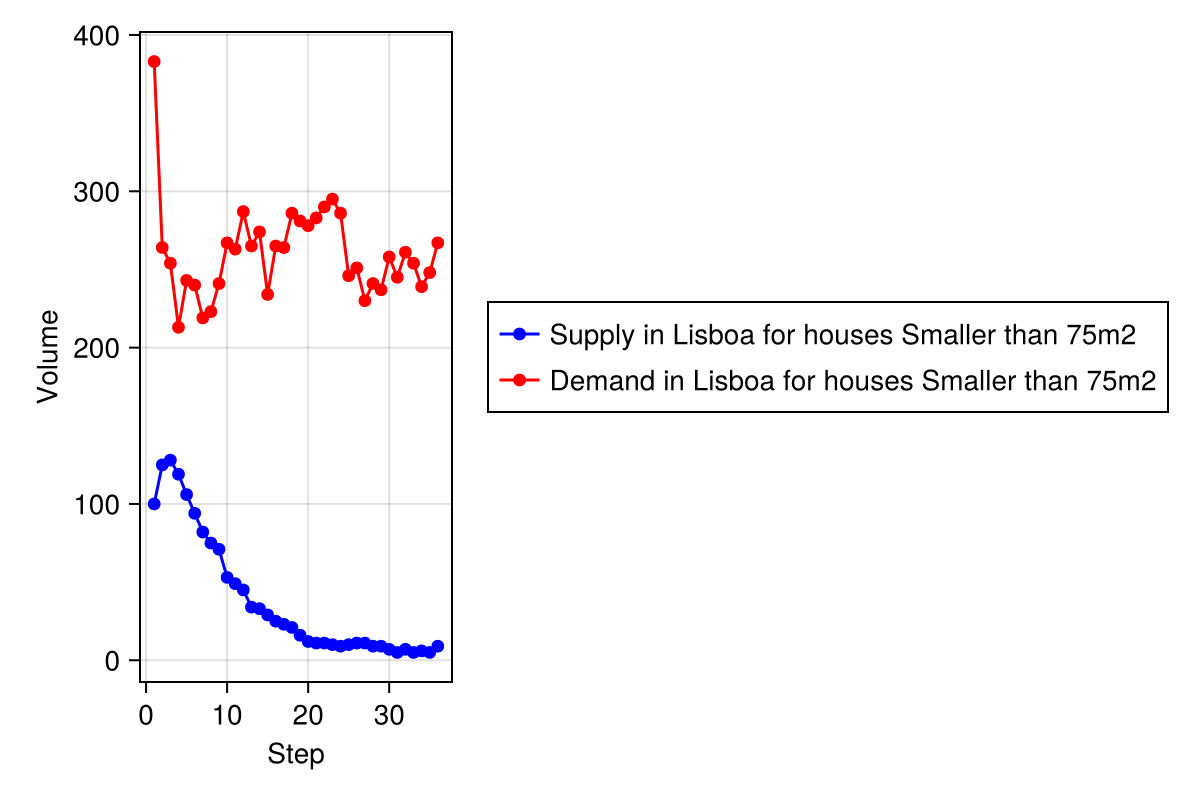 400
300
200
100
0
Volume
0 10 20 30
Step
Supply in Lisboa for houses Smaller than 75m2
Demand in Lisboa for houses Smaller than 75m2